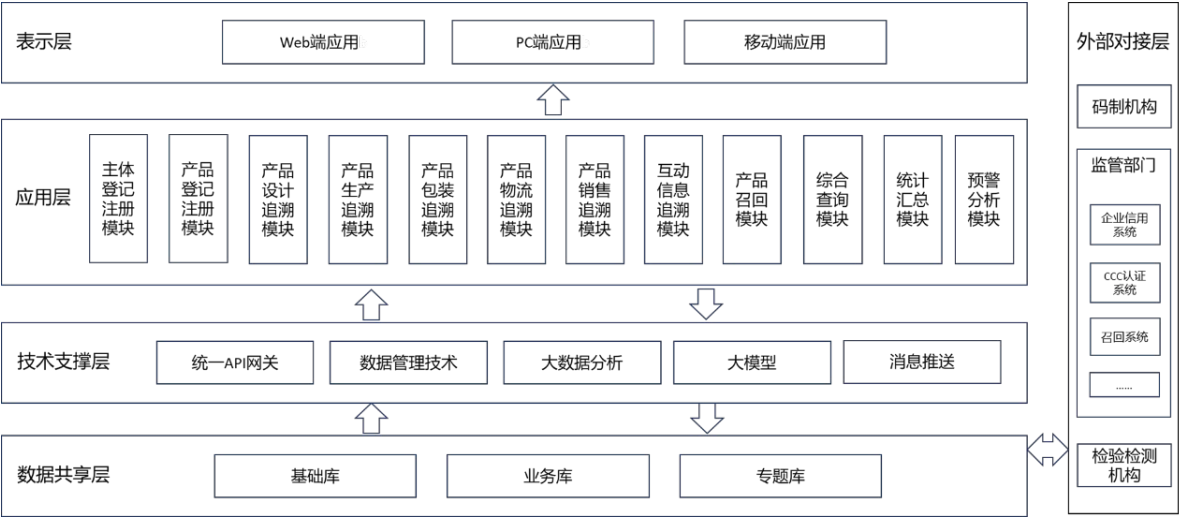 表示层
Web端应用
PC端应用
移动端应用
应用层
主体
登记
注册
模块
产品
登记
注册
模块
产品
设计
追溯
模块
产品
生产
追溯
模块
产品
包装
追溯
模块
产品
物流
追溯
模块
产品
销售
追溯
模块
互动
信息
追溯
模块
产品
召回
模块
综合
查询
模块
统计
汇总
模块
预警
分析
模块
技术支撑层
统一API网关
数据管理技术
大数据分析
大模型
消息推送
数据共享层
基础库
业务库
专题库
外部对接层
码制机构
监管部门
企业信用
系统
CCC认证
系统
召回系统
......
检验检测
机构